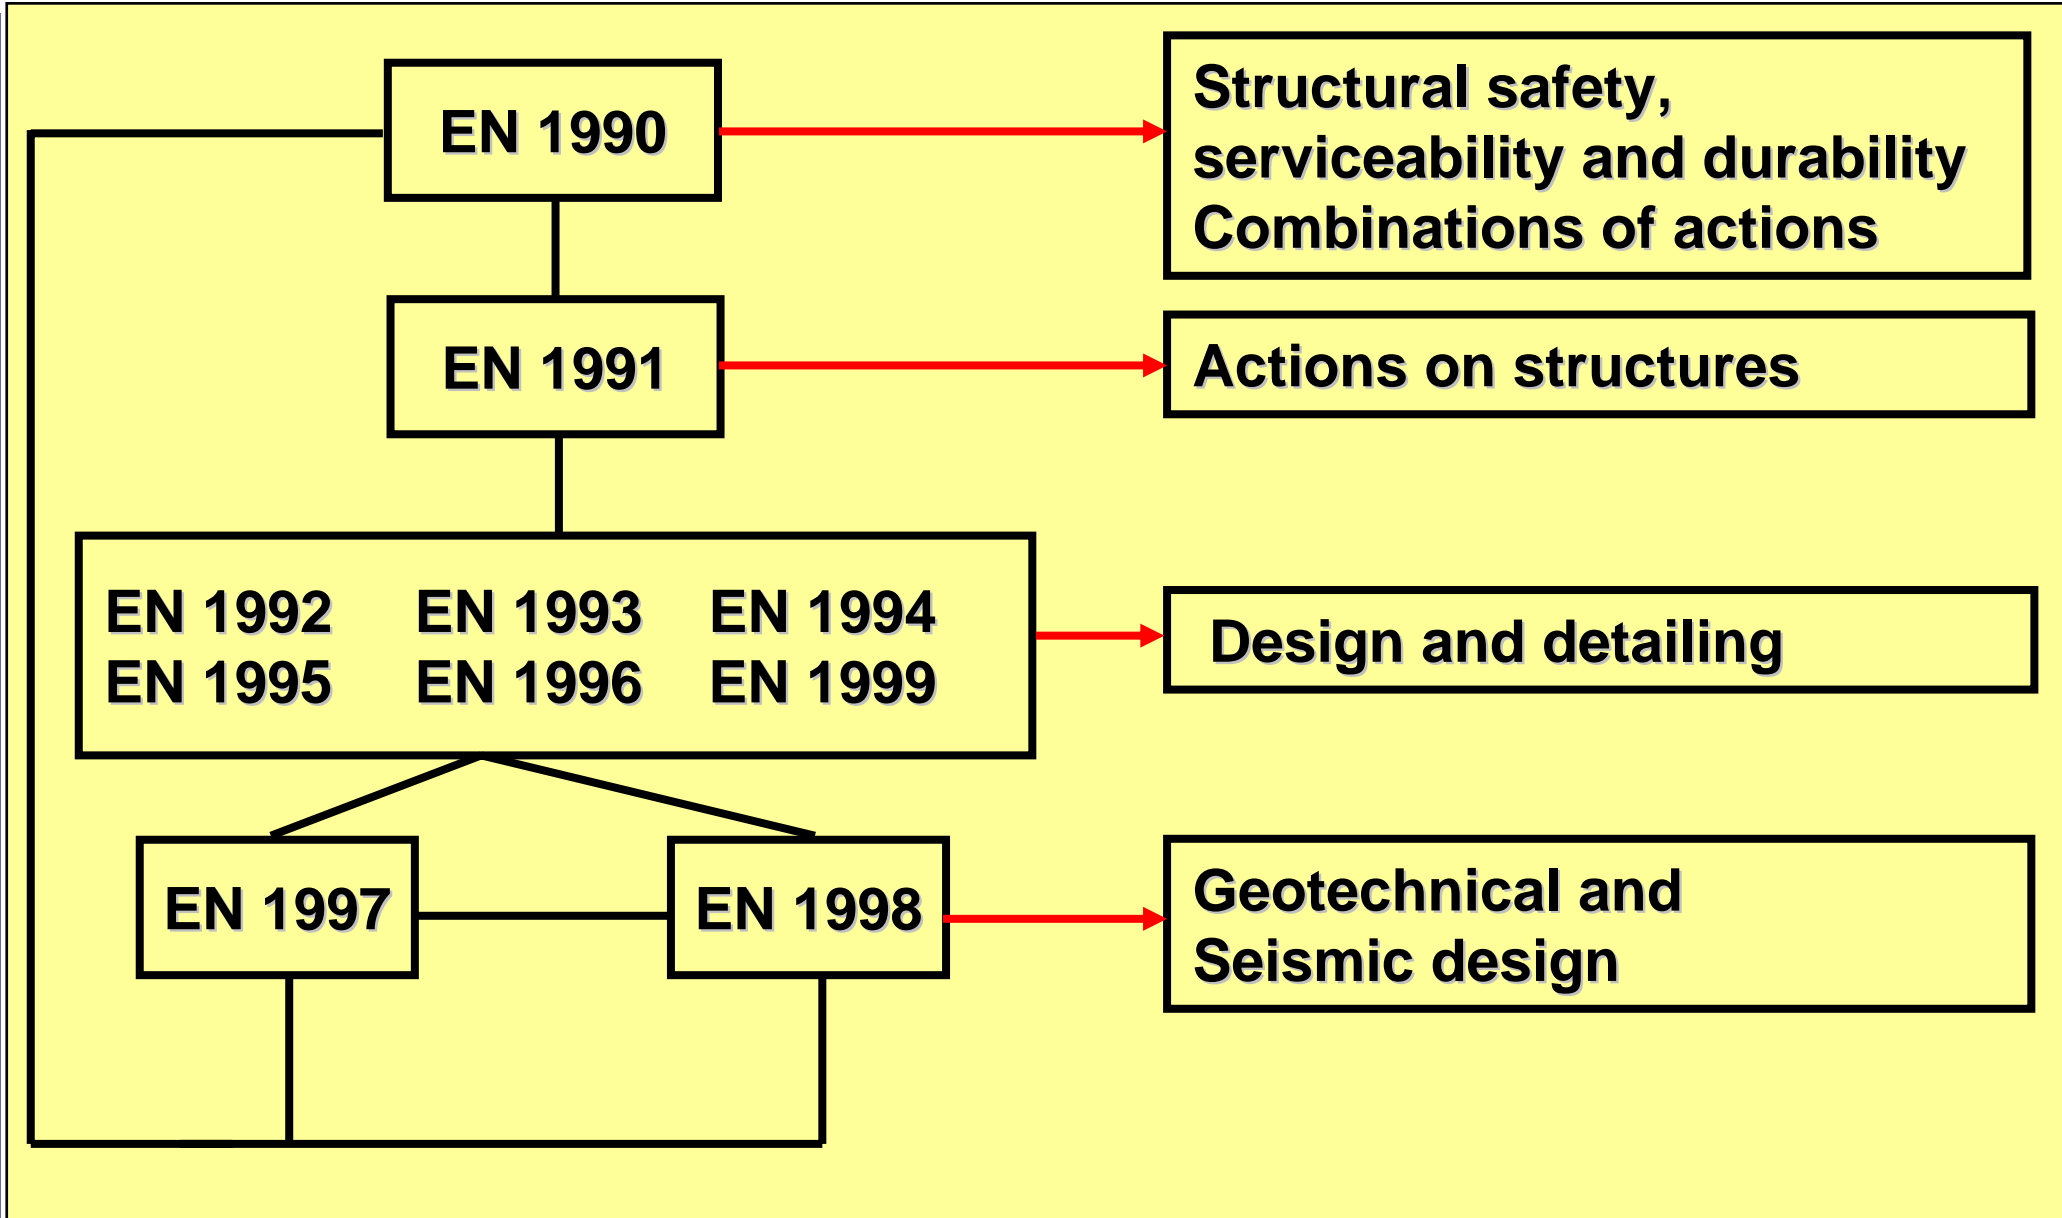 EN 1990
Structural safety,
serviceability and durability
Combinations of actions
EN 1991
Actions on structures
EN 1992 EN 1993 EN 1994
EN 1995 EN 1996 EN 1999
Design and detailing
EN 1997
EN 1998
Geotechnical and
Seismic design